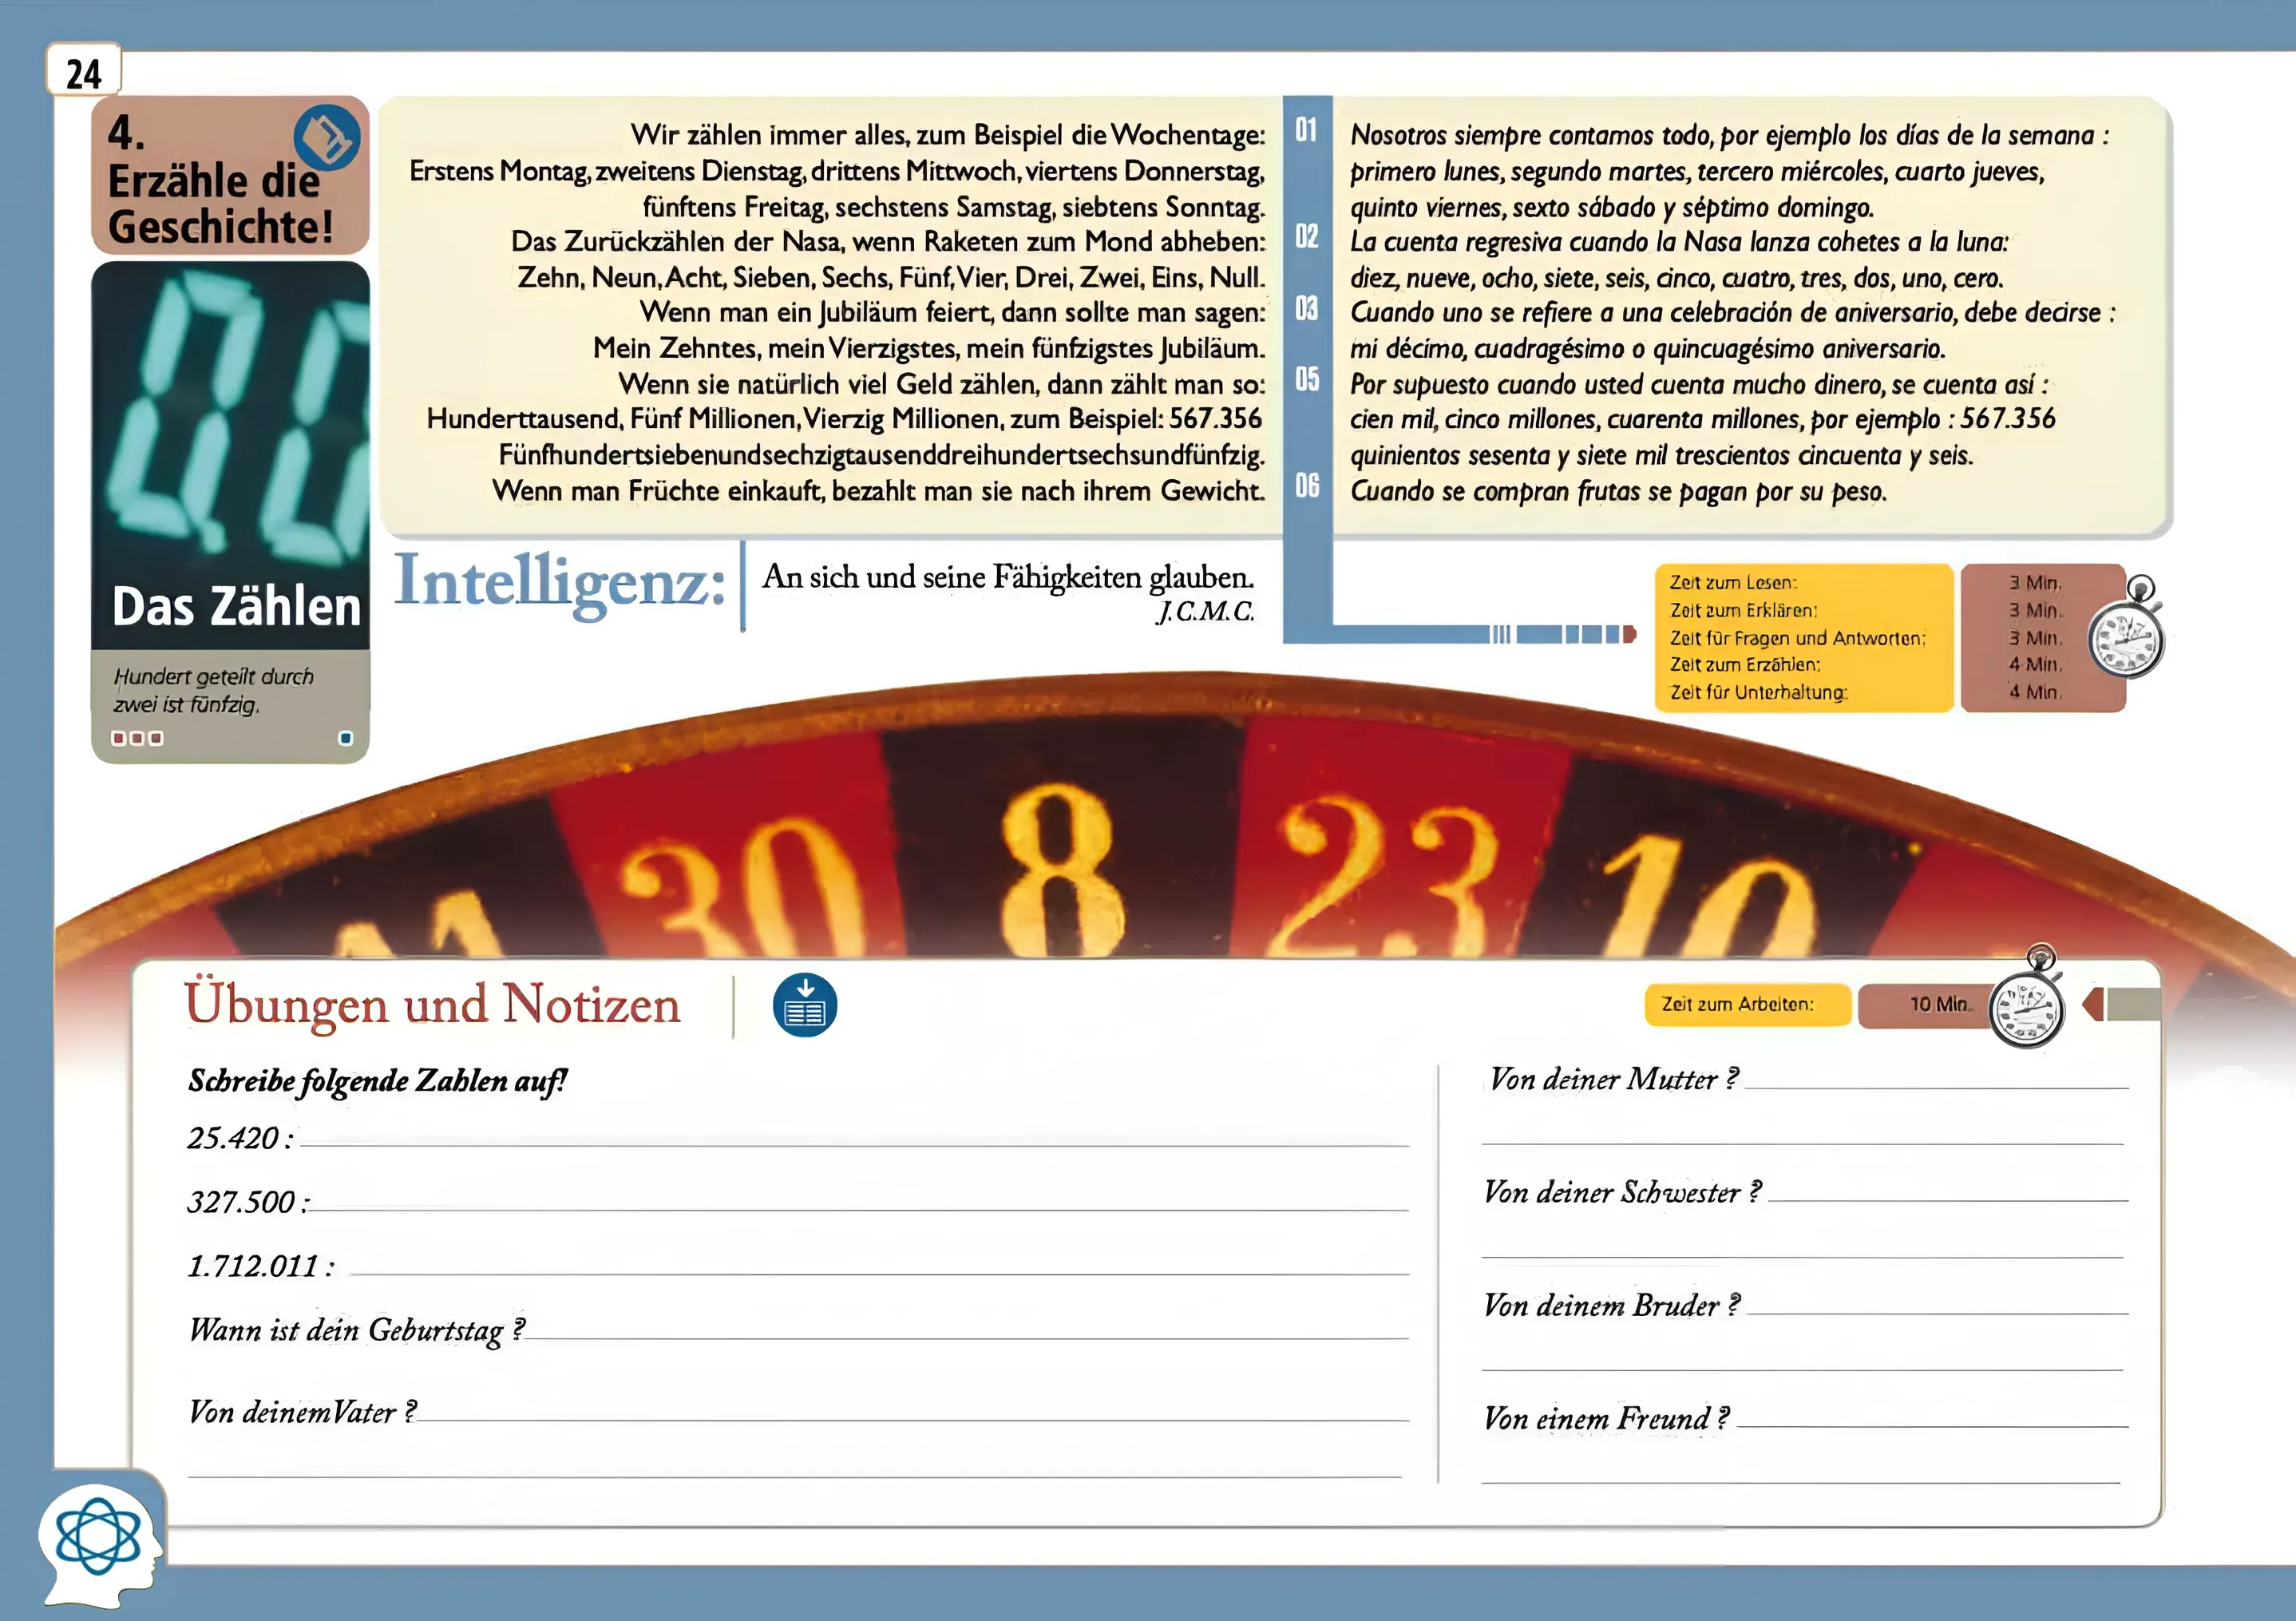 24
4.
Erzähle die
Geschichte!
Das Zählen
Hundert geteilt durch
zwei ist fünfzig.
Wir zählen immer alles, zum Beispiel die Wochentage:
Erstens Montag, zweitens Dienstag, drittens Mittwoch, viertens Donnerstag,
fünftens Freitag, sechstens Samstag, siebtens Sonntag.
Das Zurückzählen der Nasa, wenn Raketen zum Mond abheben:
Zehn, Neun, Acht, Sieben, Sechs, Fünf, Vier, Drei, Zwei, Eins, Null.
Wenn man ein Jubiläum feiert, dann sollte man sagen:
Mein Zehntes, mein Vierzigstes, mein fünfzigstes Jubiläum.
Wenn sie natürlich viel Geld zählen, dann zählt man so:
Hunderttausend, Fünf Millionen, Vierzig Millionen, zum Beispiel: 567.356
Fünfhundertsiebenundsechzigtausenddreihundertsechsundfünfzig.
Wenn man Früchte einkauft, bezahlt man sie nach ihrem Gewicht.
01
02
03
05
06
Nosotros siempre contamos todo, por ejemplo los días de la semana :
primero lunes, segundo martes, tercero miércoles, cuarto jueves,
quinto viernes, sexto sábado y séptimo domingo.
La cuenta regresiva cuando la Nasa lanza cohetes a la luna:
diez, nueve, ocho, siete, seis, cinco, cuatro, tres, dos, uno, cero.
Cuando uno se refiere a una celebración de aniversario, debe decirse :
mi décimo, cuadragésimo o quincuagésimo aniversario.
Por supuesto cuando usted cuenta mucho dinero, se cuenta así :
cien mil, cinco millones, cuarenta millones, por ejemplo : 567.356
quinientos sesenta y siete mil trescientos cincuenta y seis.
Cuando se compran frutas se pagan por su peso.
Intelligenz:
An sich und seine Fähigkeiten glauben.
J.C.M.C.
Zeit zum Lesen: 3 Min.
Zeit zum Erklären: 3 Min.
Zeit für Fragen und Antworten: 3 Min.
Zeit zum Erzählen: 4 Min.
Zeit für Unterhaltung: 4 Min.
30 8 23 10
Übungen und Notizen
Zeit zum Arbeiten: 10 Min.
Schreibe folgende Zahlen auf!
25.420 :
327.500 :
1.712.011 :
Wann ist dein Geburtstag ?
Von deinem Vater ?
Von deiner Mutter ?
Von deiner Schwester ?
Von deinem Bruder ?
Von einem Freund ?